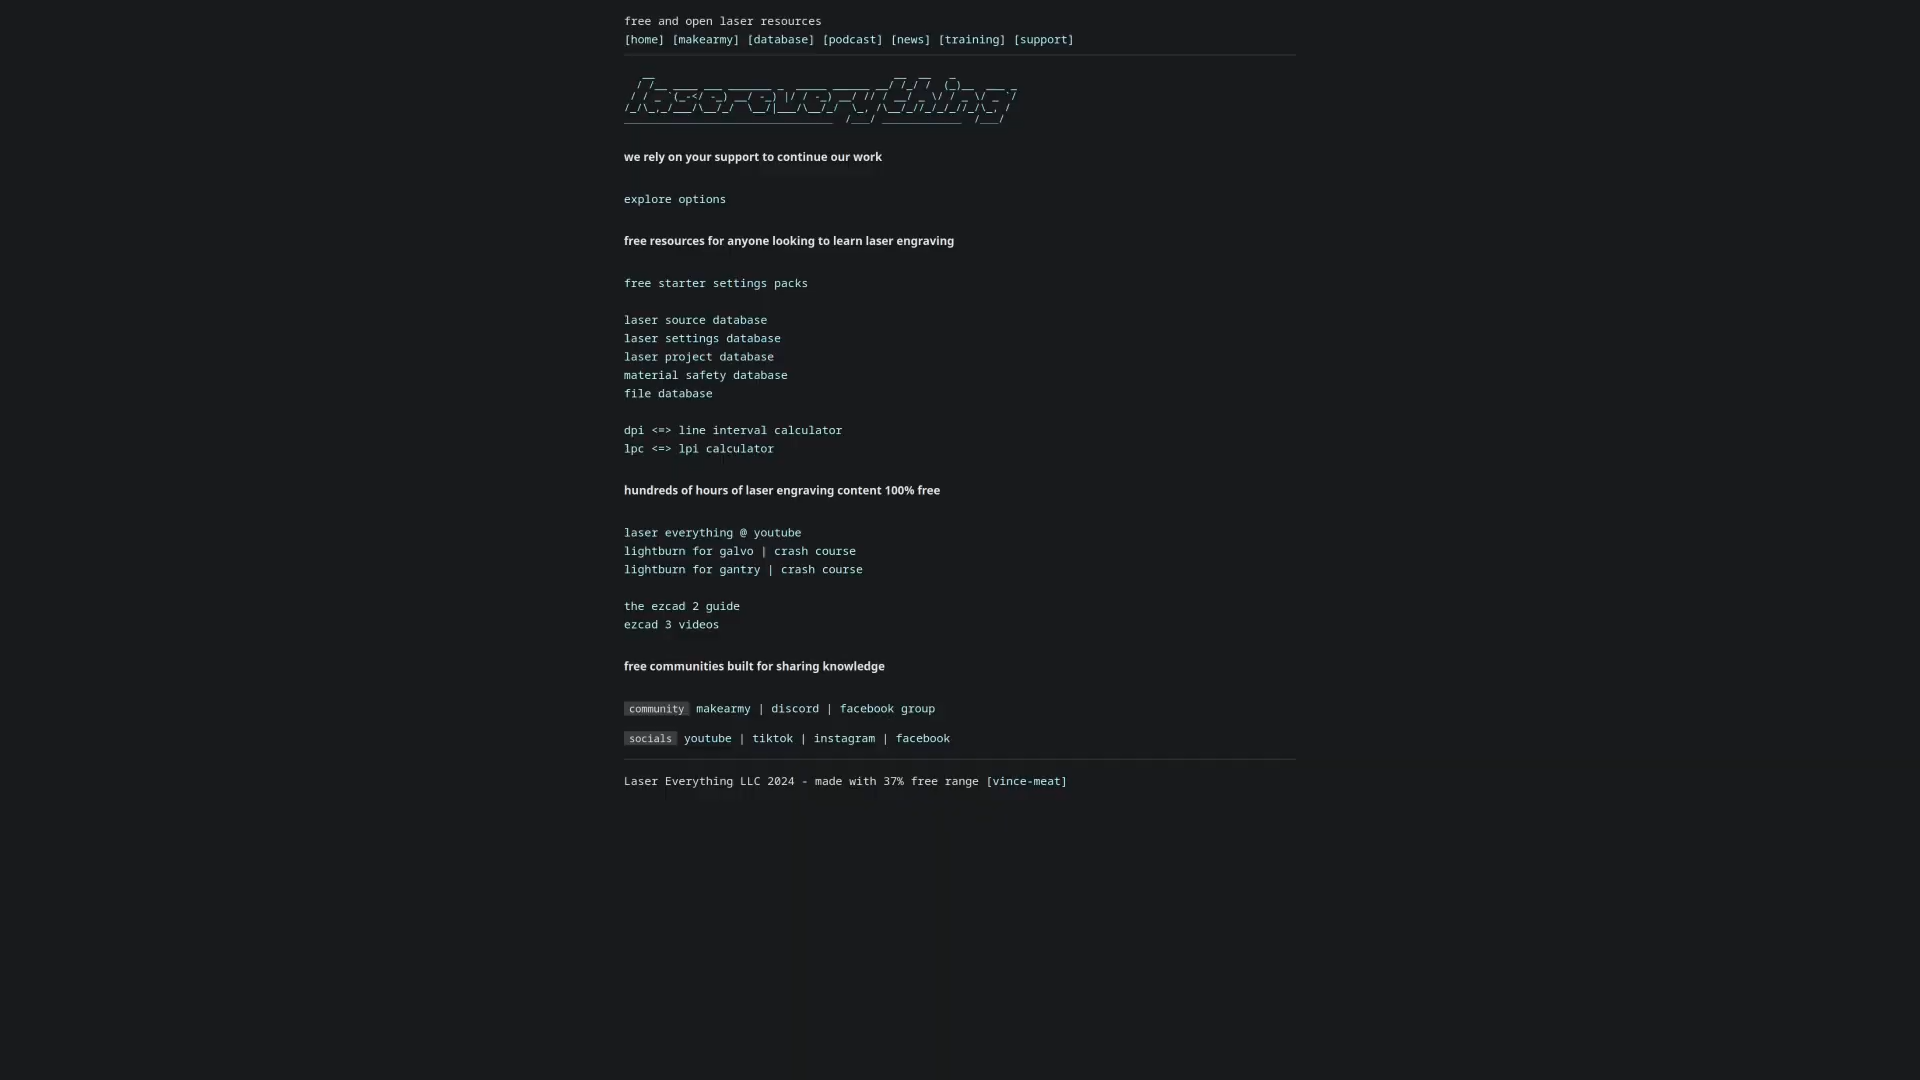 free and open laser resources
[home] [makearmy] [database] [podcast] [news] [training] [support]
laser everything
we rely on your support to continue our work
explore options
free resources for anyone looking to learn laser engraving
free starter settings packs
laser source database
laser settings database
laser project database
material safety database
file database
dpi <=> line interval calculator
lpc <=> lpi calculator
hundreds of hours of laser engraving content 100% free
laser everything @ youtube
lightburn for galvo | crash course
lightburn for gantry | crash course
the ezcad 2 guide
ezcad 3 videos
free communities built for sharing knowledge
community makearmy | discord | facebook group
socials youtube | tiktok | instagram | facebook
Laser Everything LLC 2024 - made with 37% free range [vince-meat]